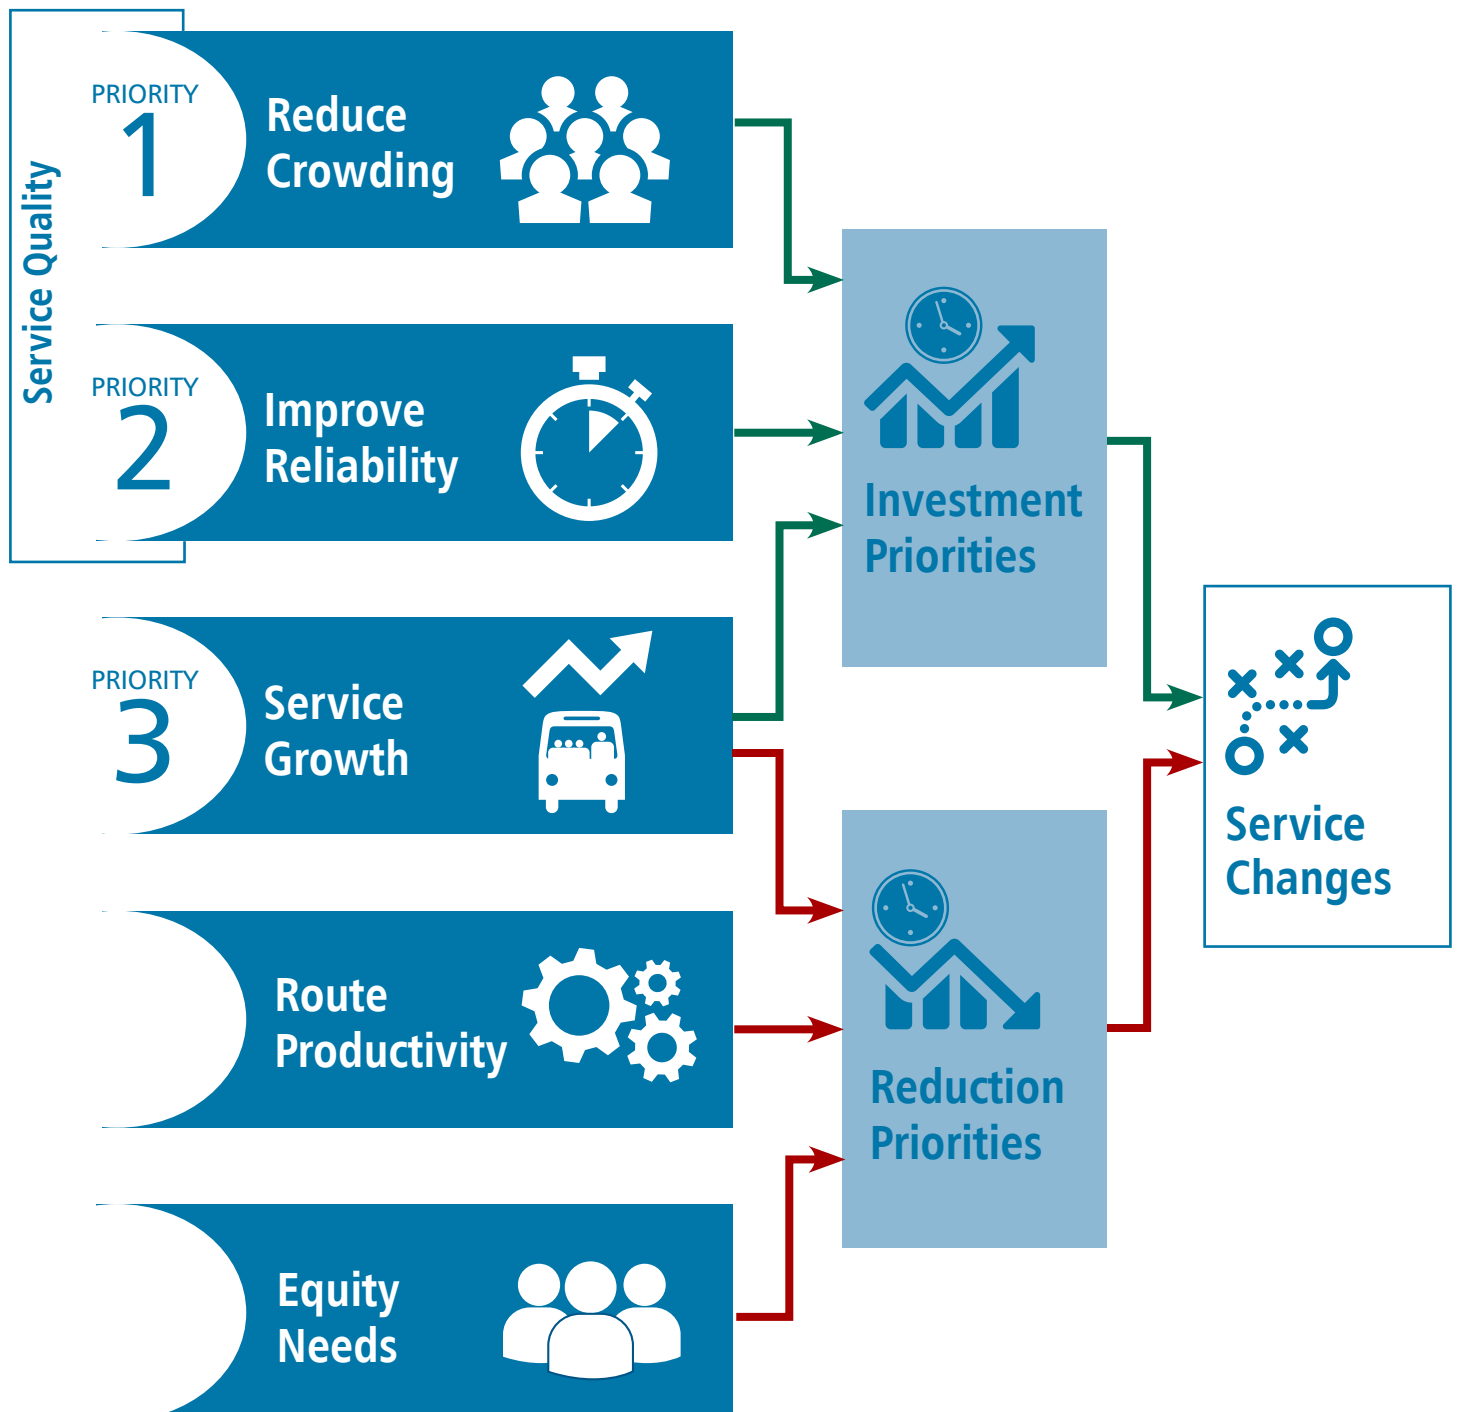 Service Quality
PRIORITY
1
Reduce
Crowding
PRIORITY
2
Improve
Reliability
PRIORITY
3
Service
Growth
Route
Productivity
Equity
Needs
Investment
Priorities
Reduction
Priorities
Service
Changes